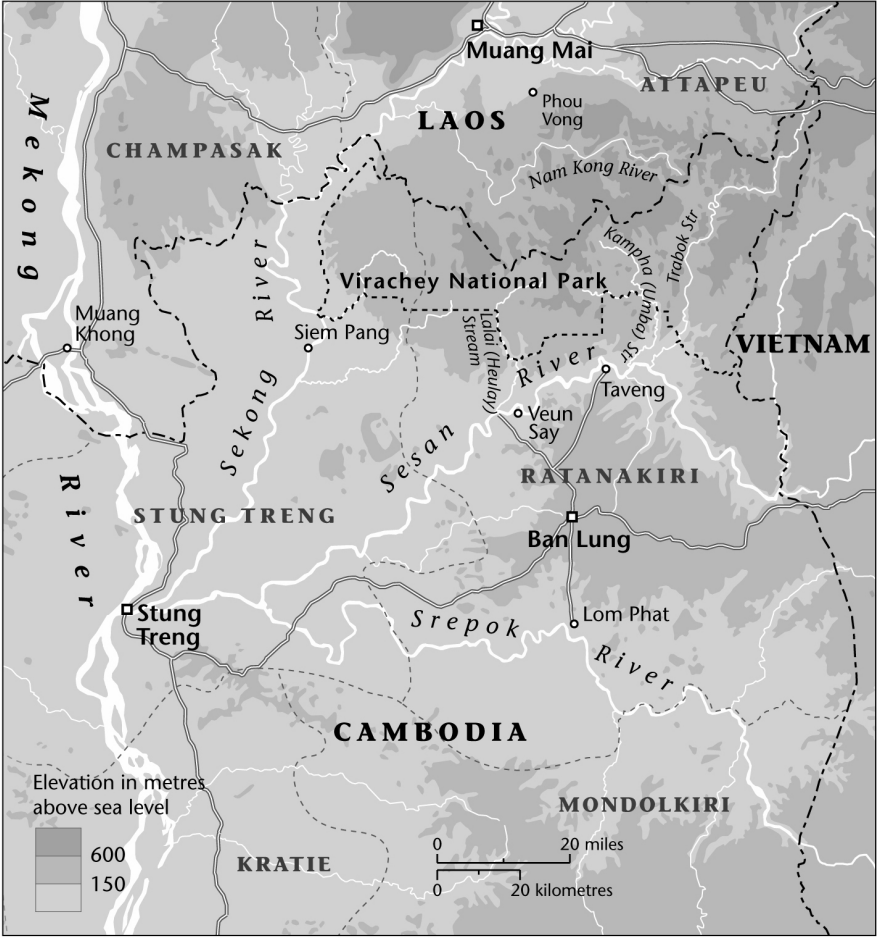 Muang Mai
ATTAPEU
Phou
Vong
LAOS
Mekong
CHAMPASAK
Nam Kong River
Trabok Str
Kampha (Umba) Str
River
Virachey National Park
Muang
Khong
Siem Pang
Lalai (Heulay)
Stream
VIETNAM
River
Taveng
Sekong
Veun
Say
Sesan
RATANAKIRI
River
STUNG TRENG
Ban Lung
Stung
Treng
Srepok
Lom Phat
River
CAMBODIA
Elevation in metres
above sea level
600
150
MONDOLKIRI
0 20 miles
0 20 kilometres
KRATIE